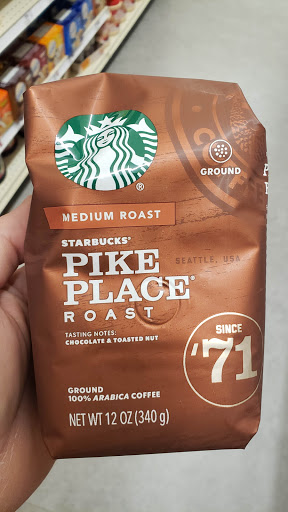 GROUND
MEDIUM ROAST
STARBUCKS®
SEATTLE, USA
PIKE
PLACE®
ROAST
TASTING NOTES:
CHOCOLATE & TOASTED NUT
SINCE
'71
GROUND
100% ARABICA COFFEE
NET WT 12 OZ (340 g)